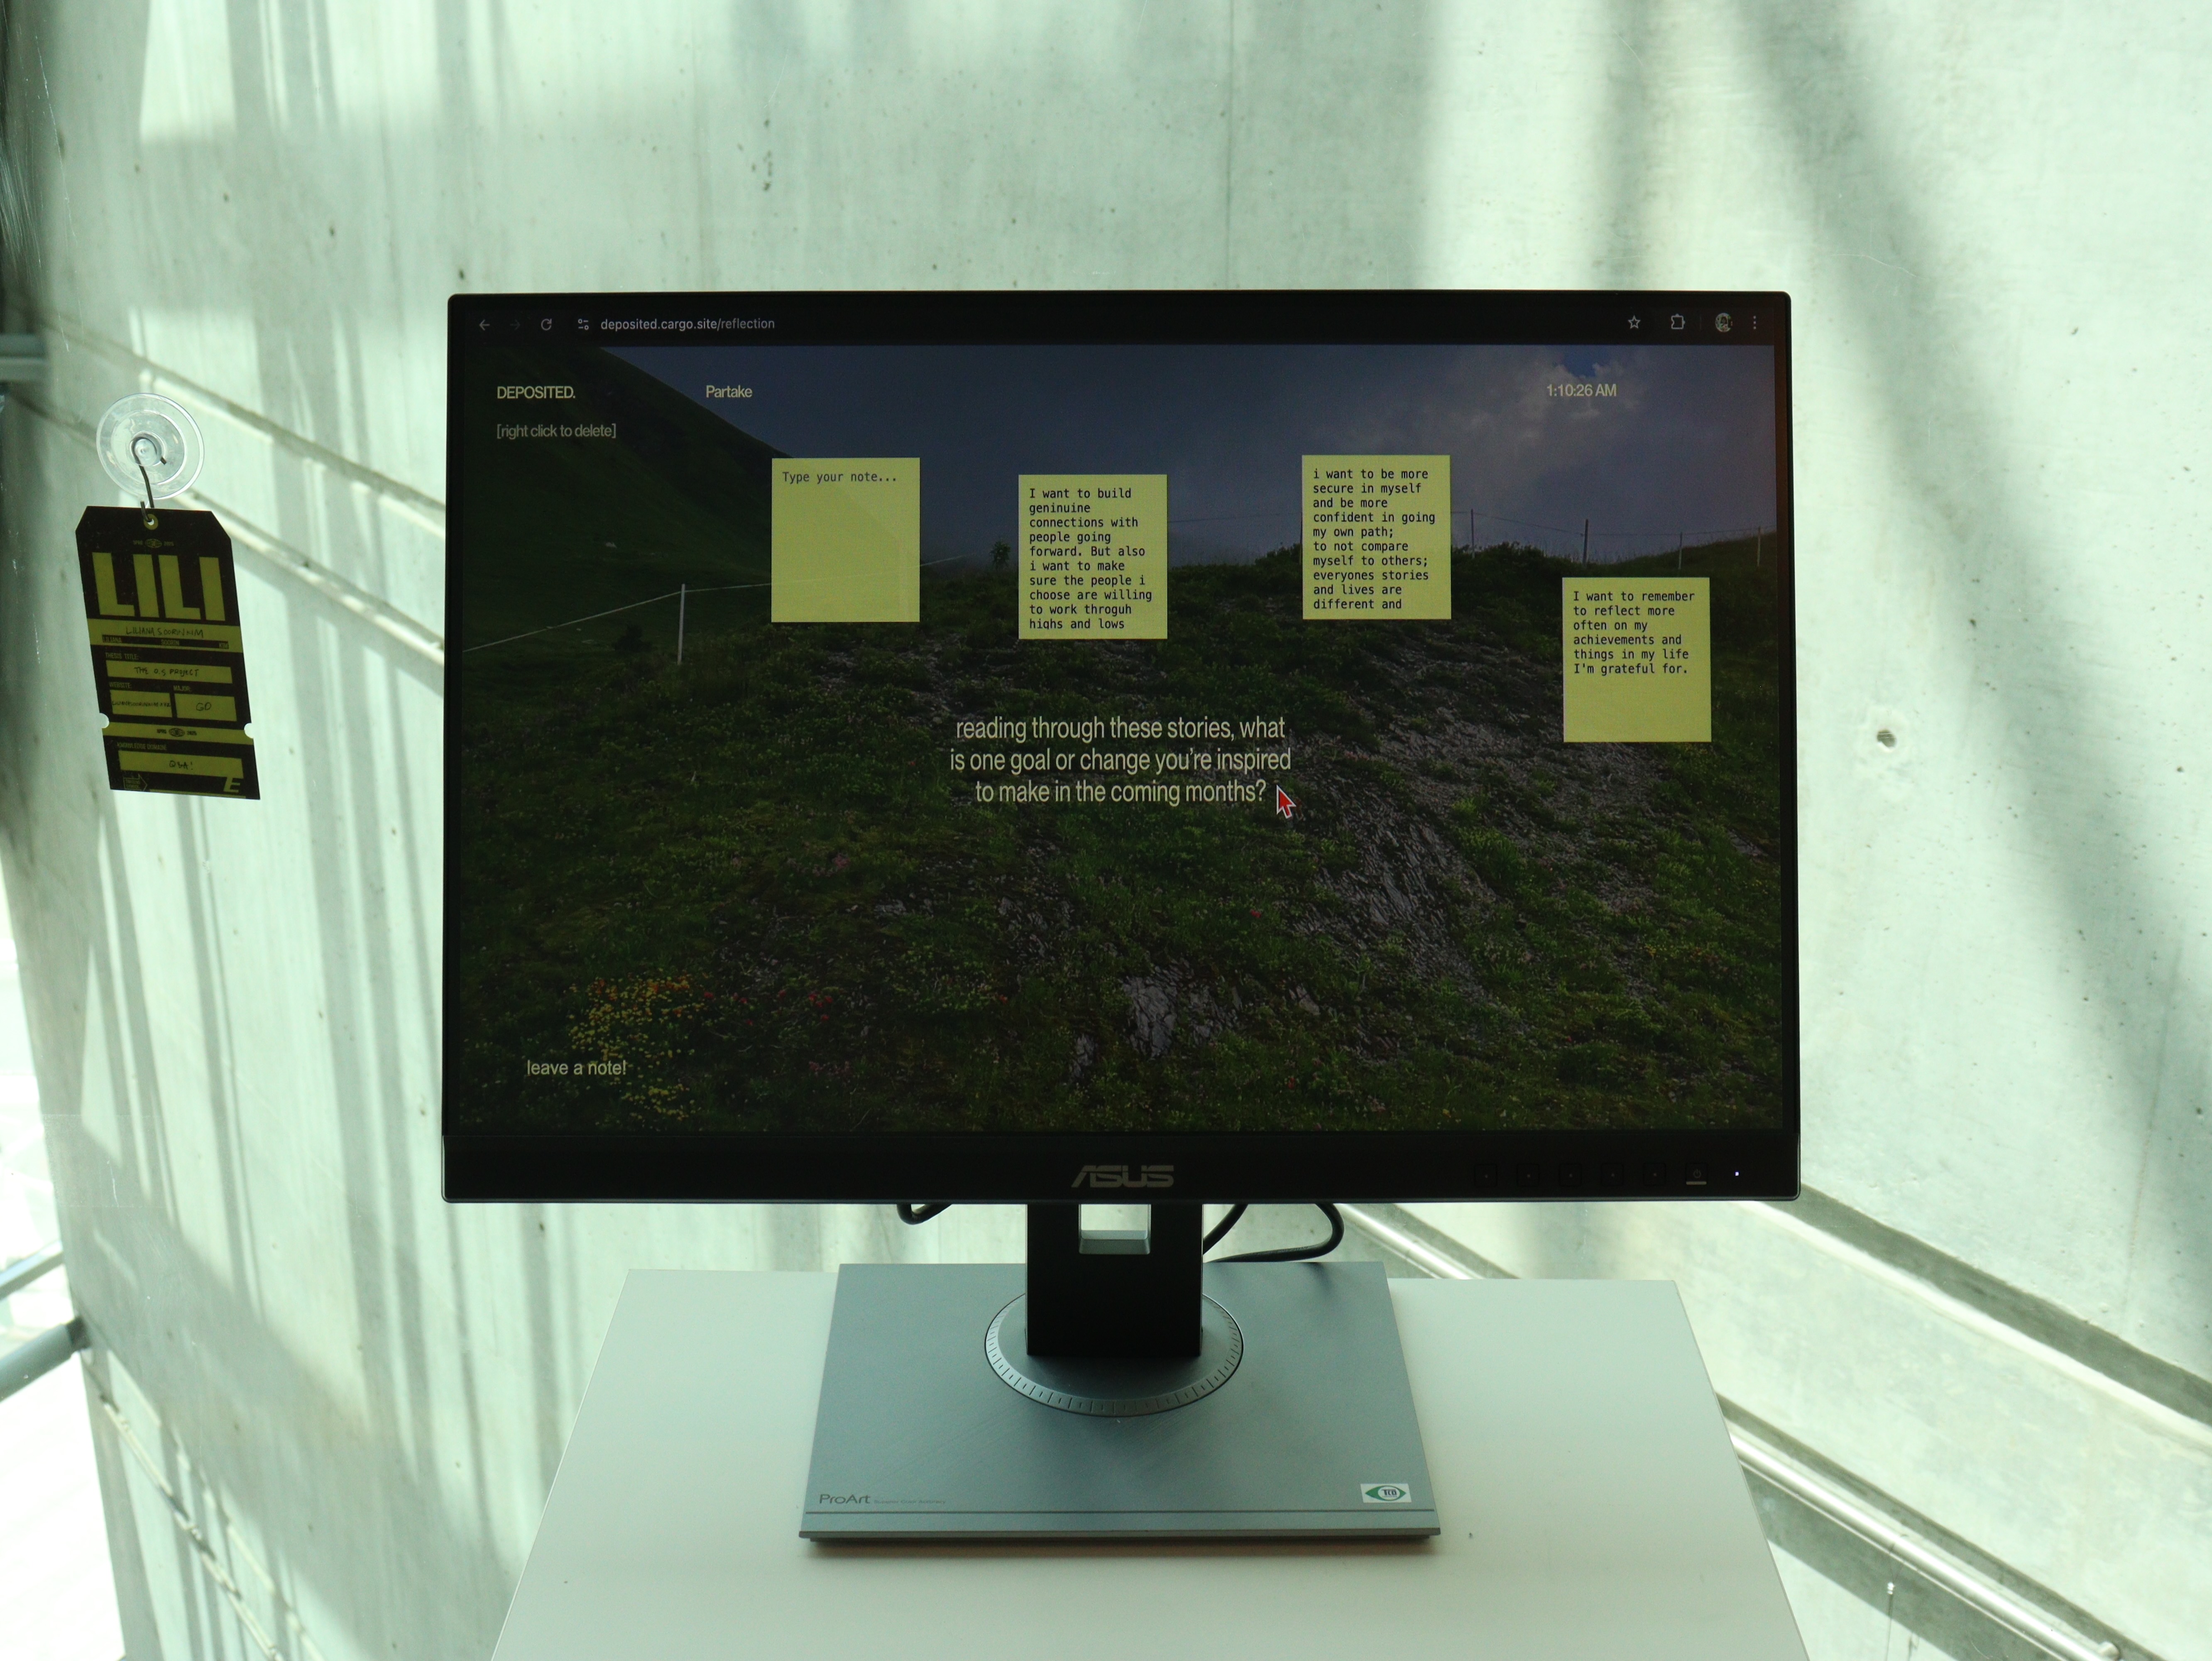 deposited.cargo.site/reflection
DEPOSITED.
Partake
1:10:26 AM
[right click to delete]
Type your note...
I want to build
geninuine
connections with
people going
forward. But also
i want to make
sure the people i
choose are willing
to work throguh
highs and lows
i want to be more
secure in myself
and be more
confident in going
my own path;
to not compare
myself to others;
everyones stories
and lives are
different and
I want to remember
to reflect more
often on my
achievements and
things in my life
I'm grateful for.
reading through these stories, what
is one goal or change you're inspired
to make in the coming months?
leave a note!
ASUS
ProArt
TCO
LILI
THE O.S PROJECT
GD
E